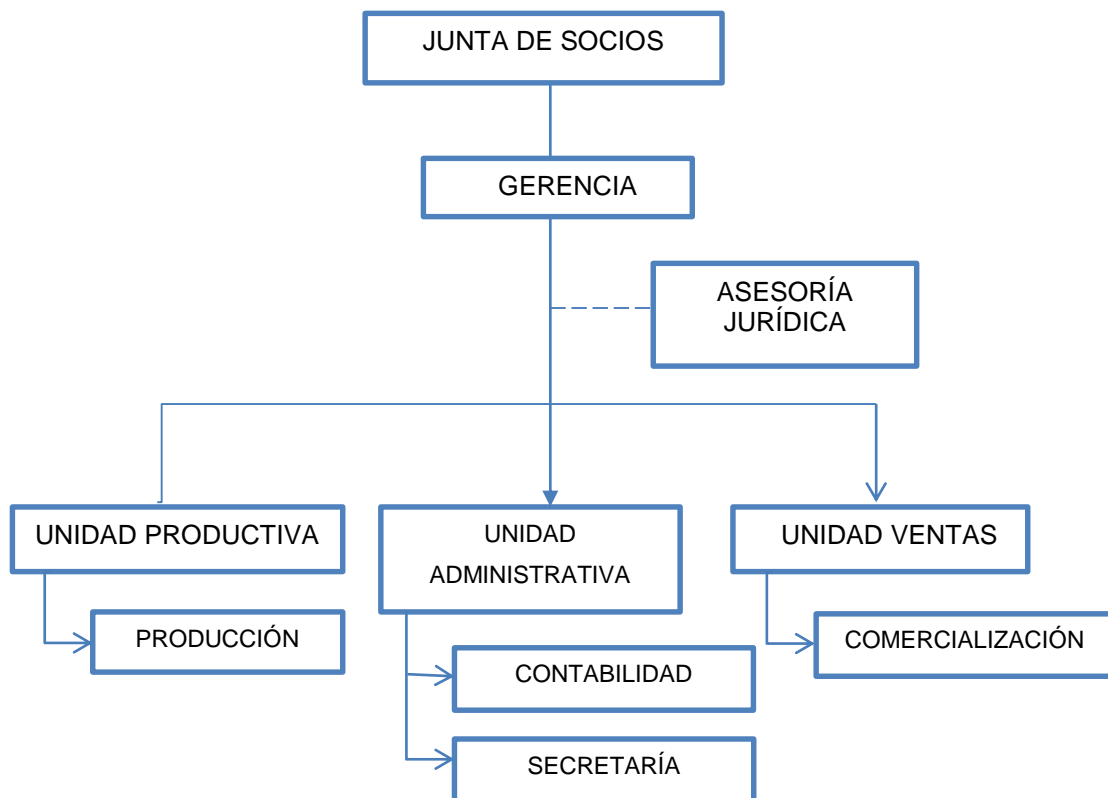 JUNTA DE SOCIOS
GERENCIA
ASESORÍA
JURÍDICA
UNIDAD PRODUCTIVA
UNIDAD
ADMINISTRATIVA
UNIDAD VENTAS
PRODUCCIÓN
CONTABILIDAD
SECRETARÍA
COMERCIALIZACIÓN